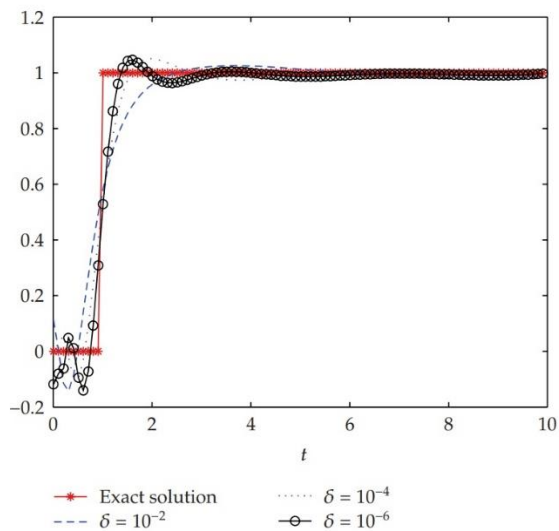 1.2
1
0.8
0.6
0.4
0.2
0
−0.2
0 2 4 6 8 10
t
Exact solution
δ = 10⁻²
δ = 10⁻⁴
δ = 10⁻⁶